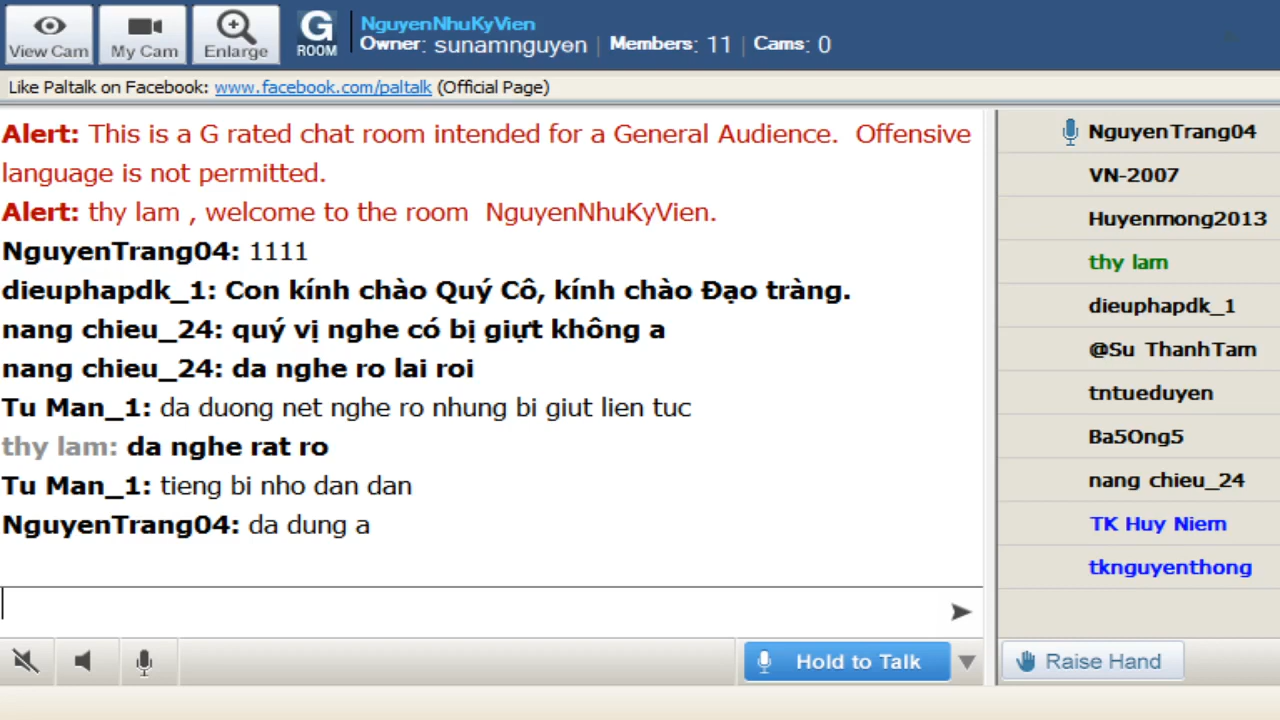 View Cam
My Cam
Enlarge
G
ROOM
NguyenNhuKyVien
Owner: sunamnguyen | Members: 11 | Cams: 0
Like Paltalk on Facebook: www.facebook.com/paltalk (Official Page)
Alert: This is a G rated chat room intended for a General Audience. Offensive
language is not permitted.
Alert: thy lam , welcome to the room NguyenNhuKyVien.
NguyenTrang04: 1111
dieuphapdk_1: Con kính chào Quý Cô, kính chào Đạo tràng.
nang chieu_24: quý vị nghe có bị giựt không a
nang chieu_24: da nghe ro lai roi
Tu Man_1: da duong net nghe ro nhung bi giut lien tuc
thy lam: da nghe rat ro
Tu Man_1: tieng bi nho dan dan
NguyenTrang04: da dung a
NguyenTrang04
VN-2007
Huyenmong2013
thy lam
dieuphapdk_1
@Su ThanhTam
tntueduyen
Ba5Ong5
nang chieu_24
TK Huy Niem
tknguyenthong
Hold to Talk
Raise Hand